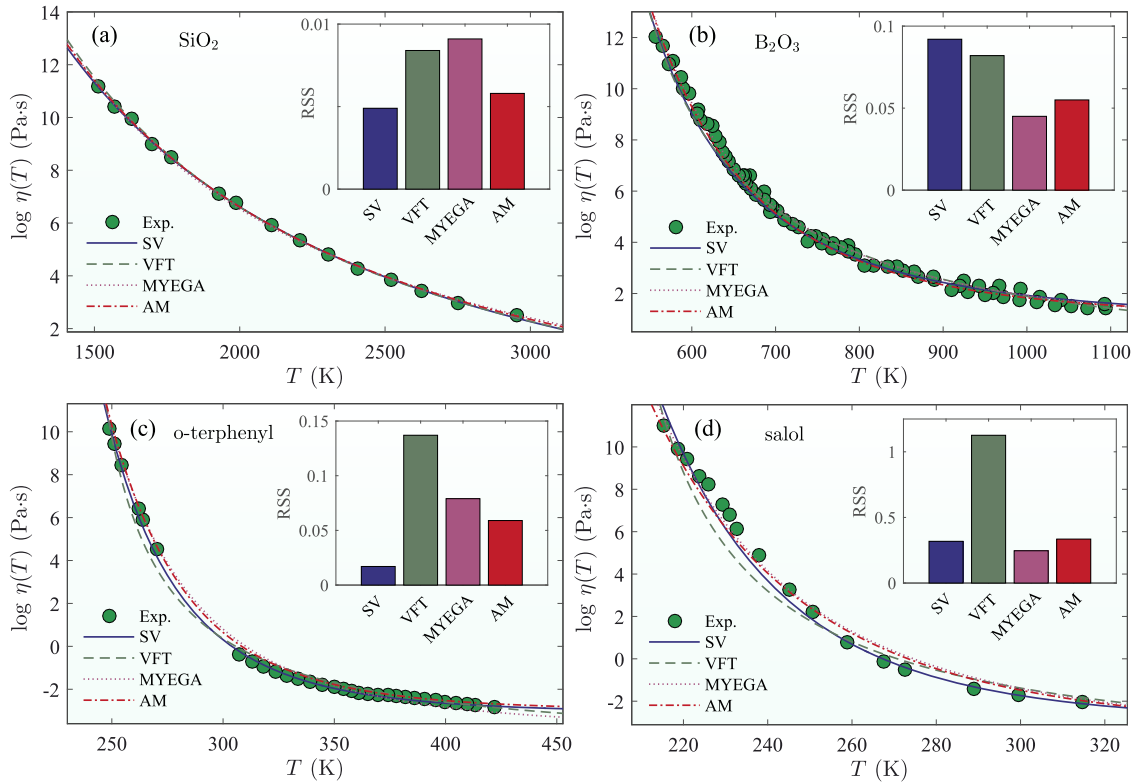 (a)
SiO₂
log η(T) (Pa·s)
14
12
10
8
6
4
2
1500
2000
2500
3000
T (K)
Exp.
SV
VFT
MYEGA
AM
RSS
0.01
0
SV
VFT
MYEGA
AM
(b)
B₂O₃
log η(T) (Pa·s)
12
10
8
6
4
2
600
700
800
900
1000
1100
T (K)
Exp.
SV
VFT
MYEGA
AM
RSS
0.1
0.05
0
SV
VFT
MYEGA
AM
(c)
o-terphenyl
log η(T) (Pa·s)
10
8
6
4
2
0
-2
250
300
350
400
450
T (K)
Exp.
SV
VFT
MYEGA
AM
RSS
0.15
0.1
0.05
0
SV
VFT
MYEGA
AM
(d)
salol
log η(T) (Pa·s)
10
8
6
4
2
0
-2
220
240
260
280
300
320
T (K)
Exp.
SV
VFT
MYEGA
AM
RSS
1
0.5
0
SV
VFT
MYEGA
AM